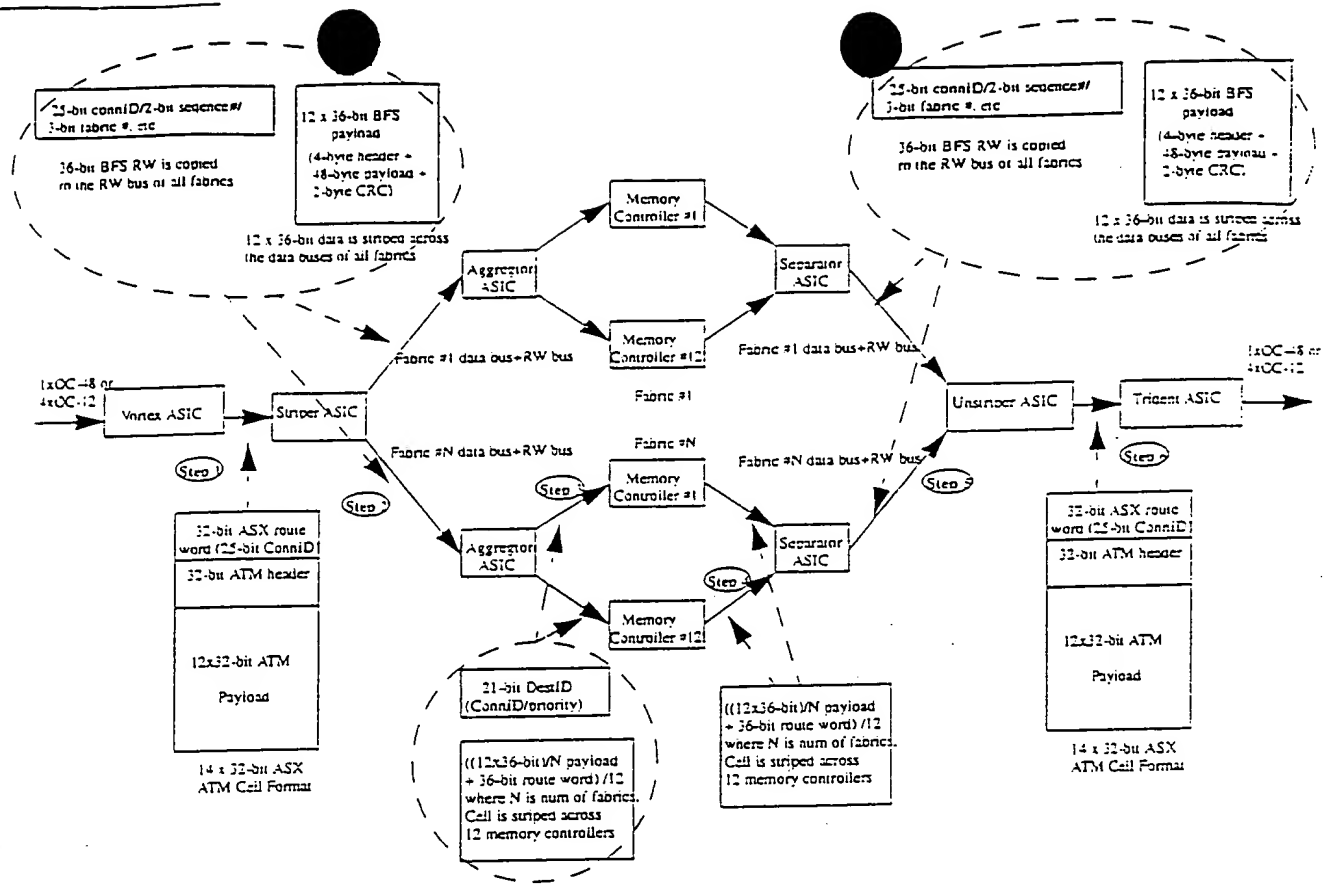 25-bit connID/2-bit seqence#/
3-bit fabric #, etc
36-bit BFS RW is copied
to the RW bus of all fabrics
12 x 36-bit BFS
payload
(4-byte header +
48-byte payload +
2-byte CRC)
12 x 36-bit data is striped across
the data buses of all fabrics
25-bit connID/2-bit seqence#/
3-bit fabric #, etc
36-bit BFS RW is copied
to the RW bus of all fabrics
12 x 36-bit BFS
payload
(4-byte header +
48-byte payload +
2-byte CRC)
12 x 36-bit data is striped across
the data buses of all fabrics
Memory
Controller #1
Aggregtor
ASIC
Separator
ASIC
Memory
Controller #12
Fabric #1 data bus+RW bus
Fabric #1 data bus+RW bus
Fabric #1
1xOC-48 or
4xOC-12
Vortex ASIC
Striper ASIC
Unstriper ASIC
Trident ASIC
1xOC-48 or
4xOC-12
Fabric #N data bus+RW bus
Fabric #N
Fabric #N data bus+RW bus
Step 1
Step 2
Step
Memory
Controller #1
Step
Step
32-bit ASX route
word (25-bit ConnID)
32-bit ATM header
12x32-bit ATM
Payload
14 x 32-bit ASX
ATM Cell Format
Aggregtor
ASIC
Separator
ASIC
Step 4
Memory
Controller #12
32-bit ASX route
word (25-bit ConnID)
32-bit ATM header
12x32-bit ATM
Payload
14 x 32-bit ASX
ATM Cell Format
21-bit DestID
(ConnID/priority)
((12x36-bit)/N payload
+ 36-bit route word) /12
where N is num of fabrics.
Cell is striped across
12 memory controllers
((12x36-bit)/N payload
+ 36-bit route word) /12
where N is num of fabrics.
Cell is striped across
12 memory controllers